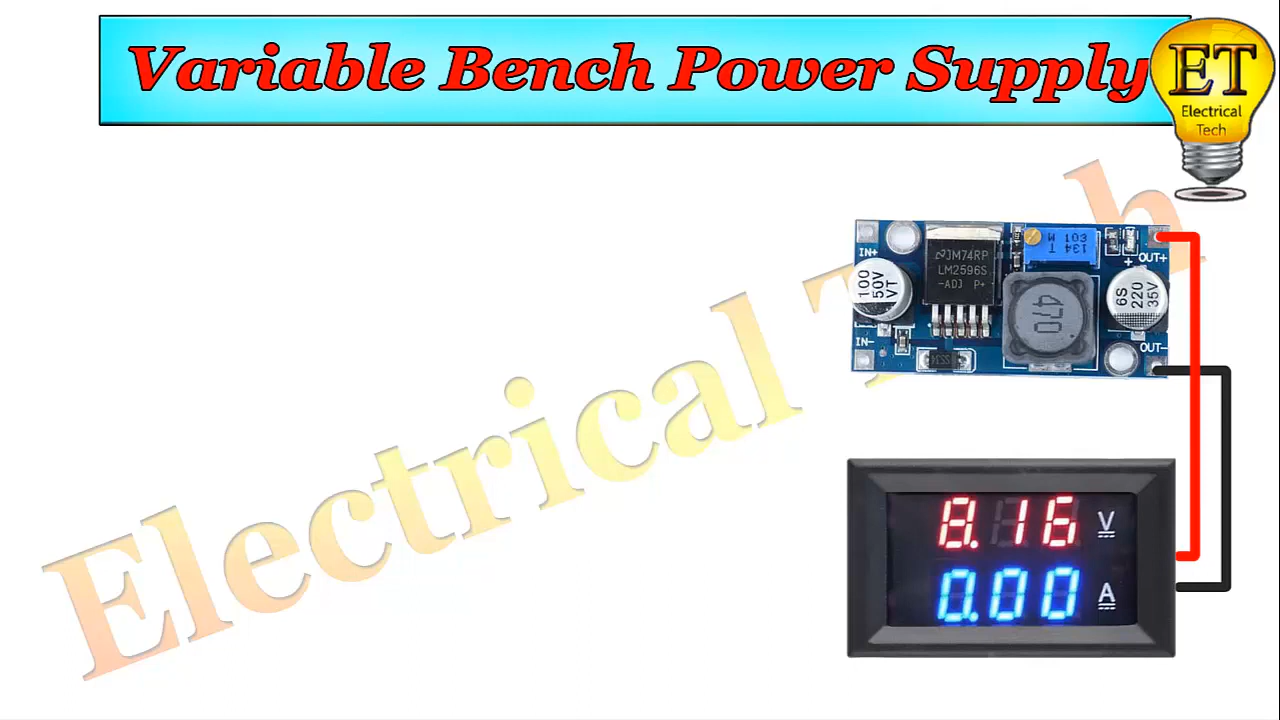 Variable Bench Power Supply
ET
Electrical
Tech
Electrical Tech
IN+
100
50V
VT
JM74RP
LM2596S
-ADJ P+
+ OUT+
470
6S
220
35V
IN-
OUT-
8.16 V
0.00 A